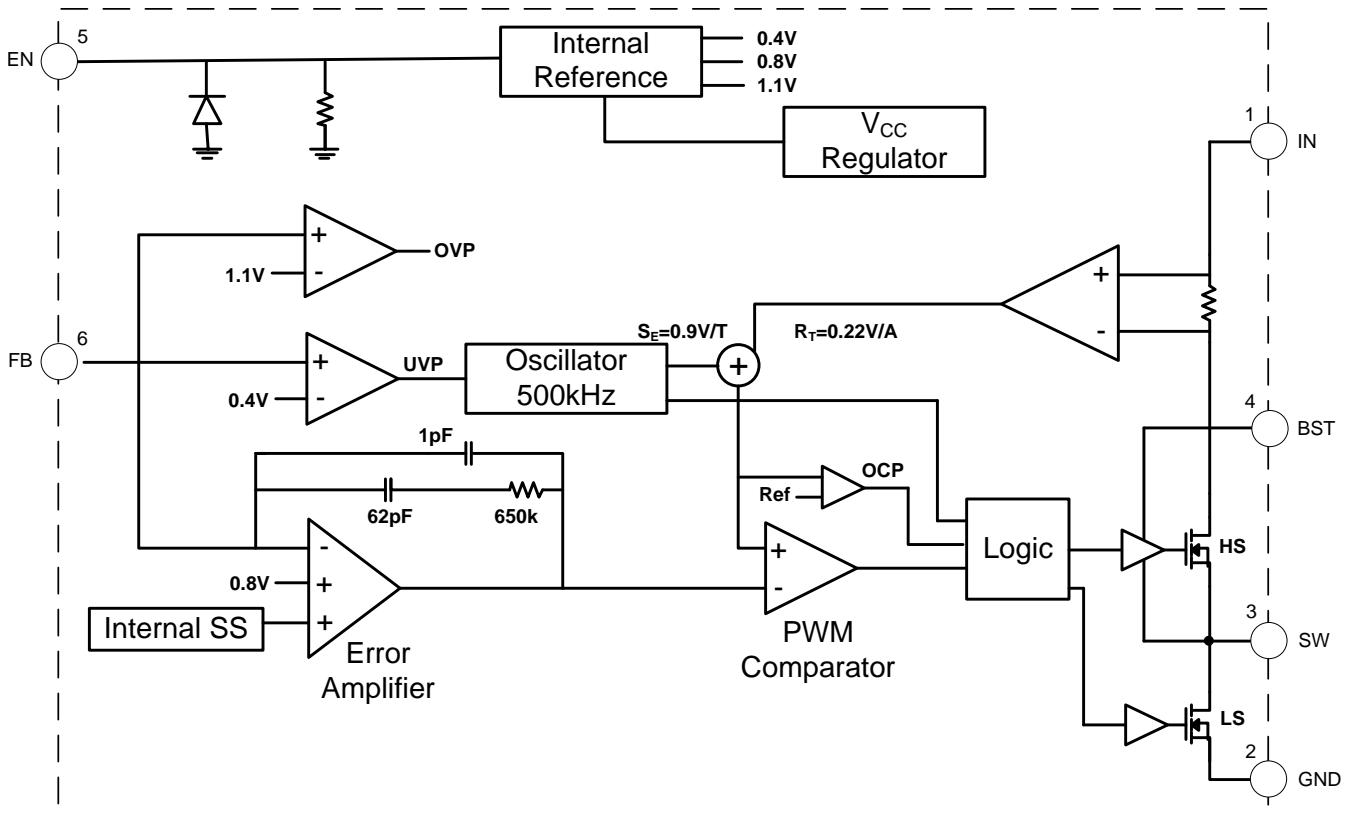 5
EN
Internal
Reference
0.4V
0.8V
1.1V
VCC
Regulator
1
IN
+
1.1V
-
OVP
6
FB
+
0.4V
-
UVP
Oscillator
500kHz
SE=0.9V/T
+
RT=0.22V/A
+
-
4
BST
1pF
62pF
650k
OCP
Ref
-
0.8V
+
Internal SS
+
Error
Amplifier
+
-
PWM
Comparator
Logic
HS
3
SW
LS
2
GND